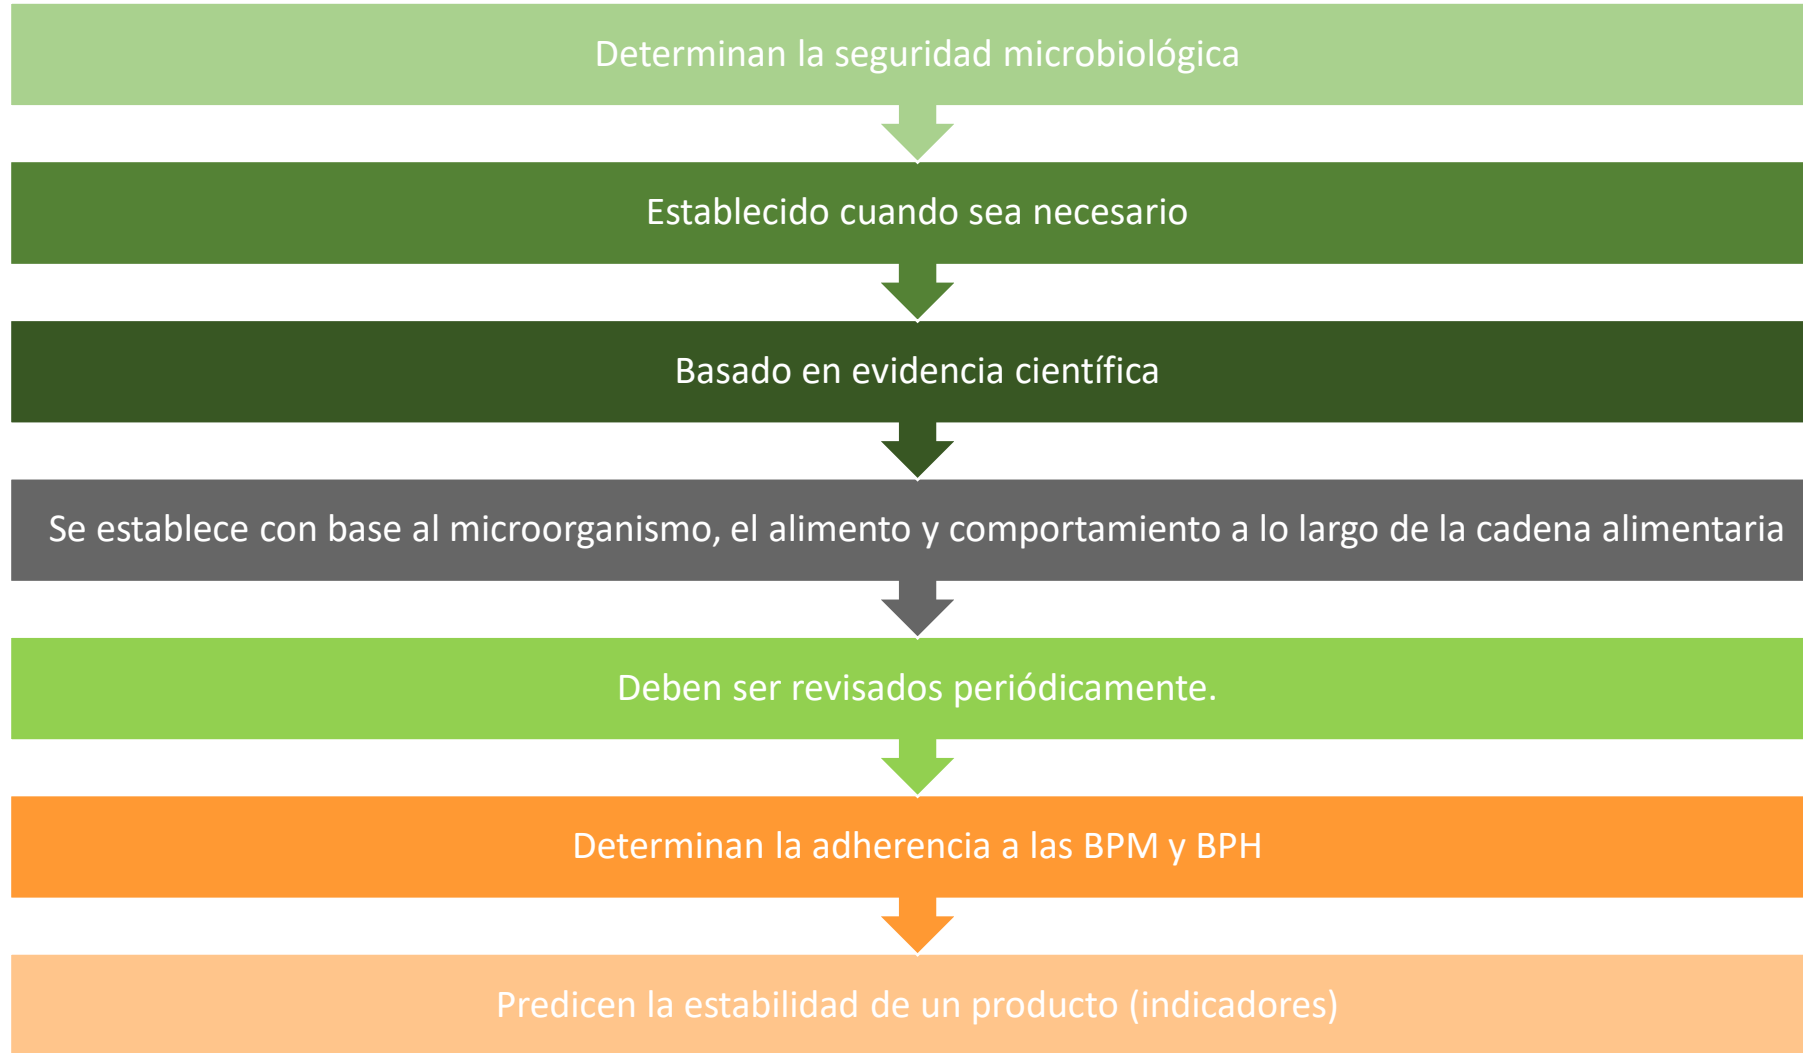 Determinan la seguridad microbiológica
Establecido cuando sea necesario
Basado en evidencia científica
Se establece con base al microorganismo, el alimento y comportamiento a lo largo de la cadena alimentaria
Deben ser revisados periódicamente.
Determinan la adherencia a las BPM y BPH
Predicen la estabilidad de un producto (indicadores)